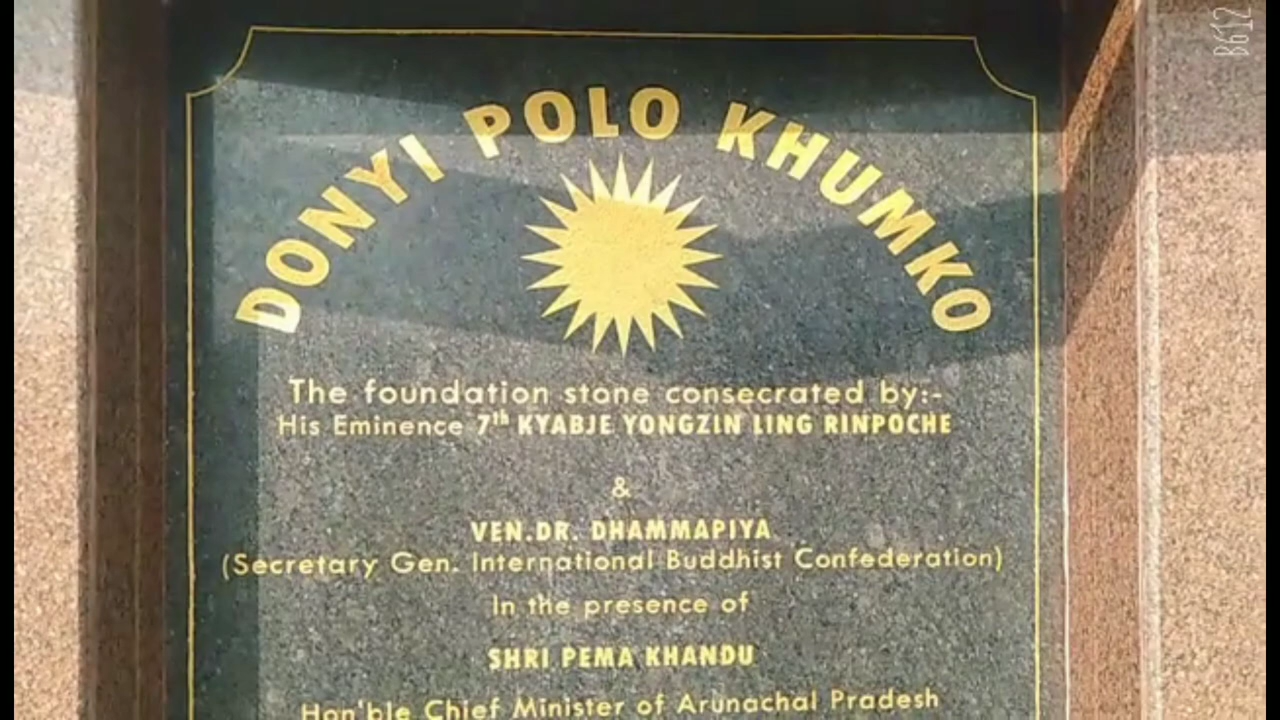 B612
DONYI POLO KHUMKO
The foundation stone consecrated by:-
His Eminence 7th KYABJE YONGZIN LING RINPOCHE
&
VEN.DR. DHAMMAPIYA
(Secretary Gen. International Buddhist Confederation)
In the presence of
SHRI PEMA KHANDU
Hon'ble Chief Minister of Arunachal Pradesh